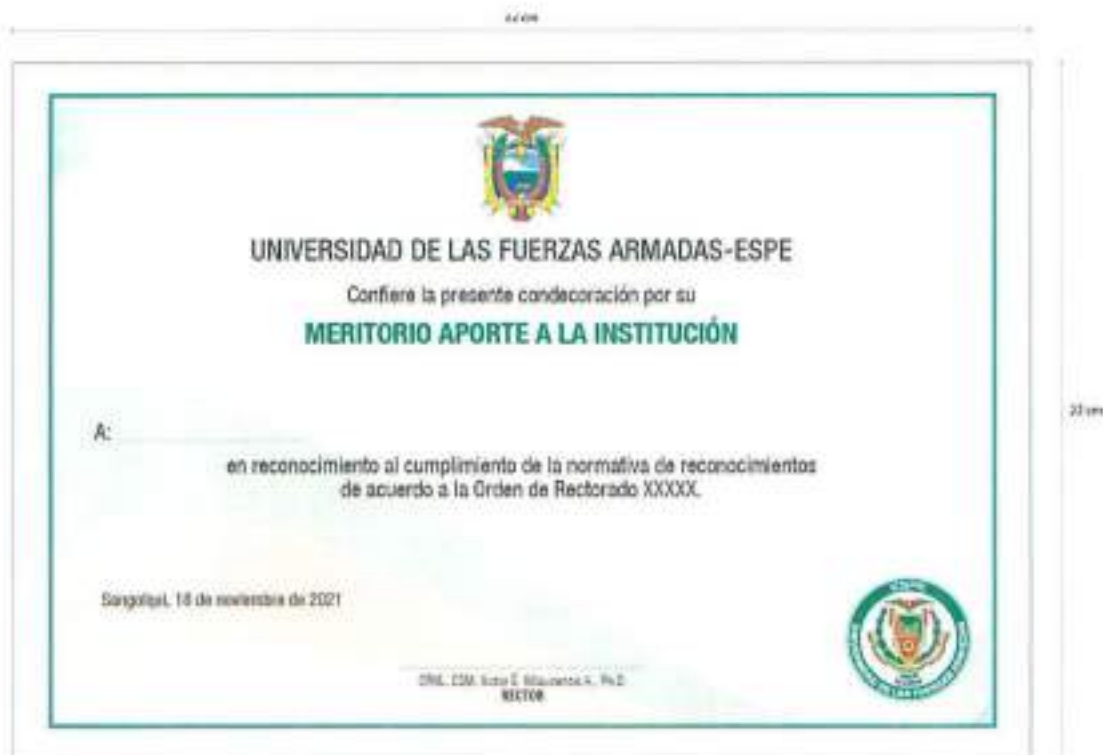 UNIVERSIDAD DE LAS FUERZAS ARMADAS-ESPE
Confiere la presente condecoración por su
MERITORIO APORTE A LA INSTITUCIÓN
A:
en reconocimiento al cumplimiento de la normativa de reconocimientos
de acuerdo a la Orden de Rectorado XXXXX.
Sangolquí, 18 de noviembre de 2021
Ph.D.
RECTOR